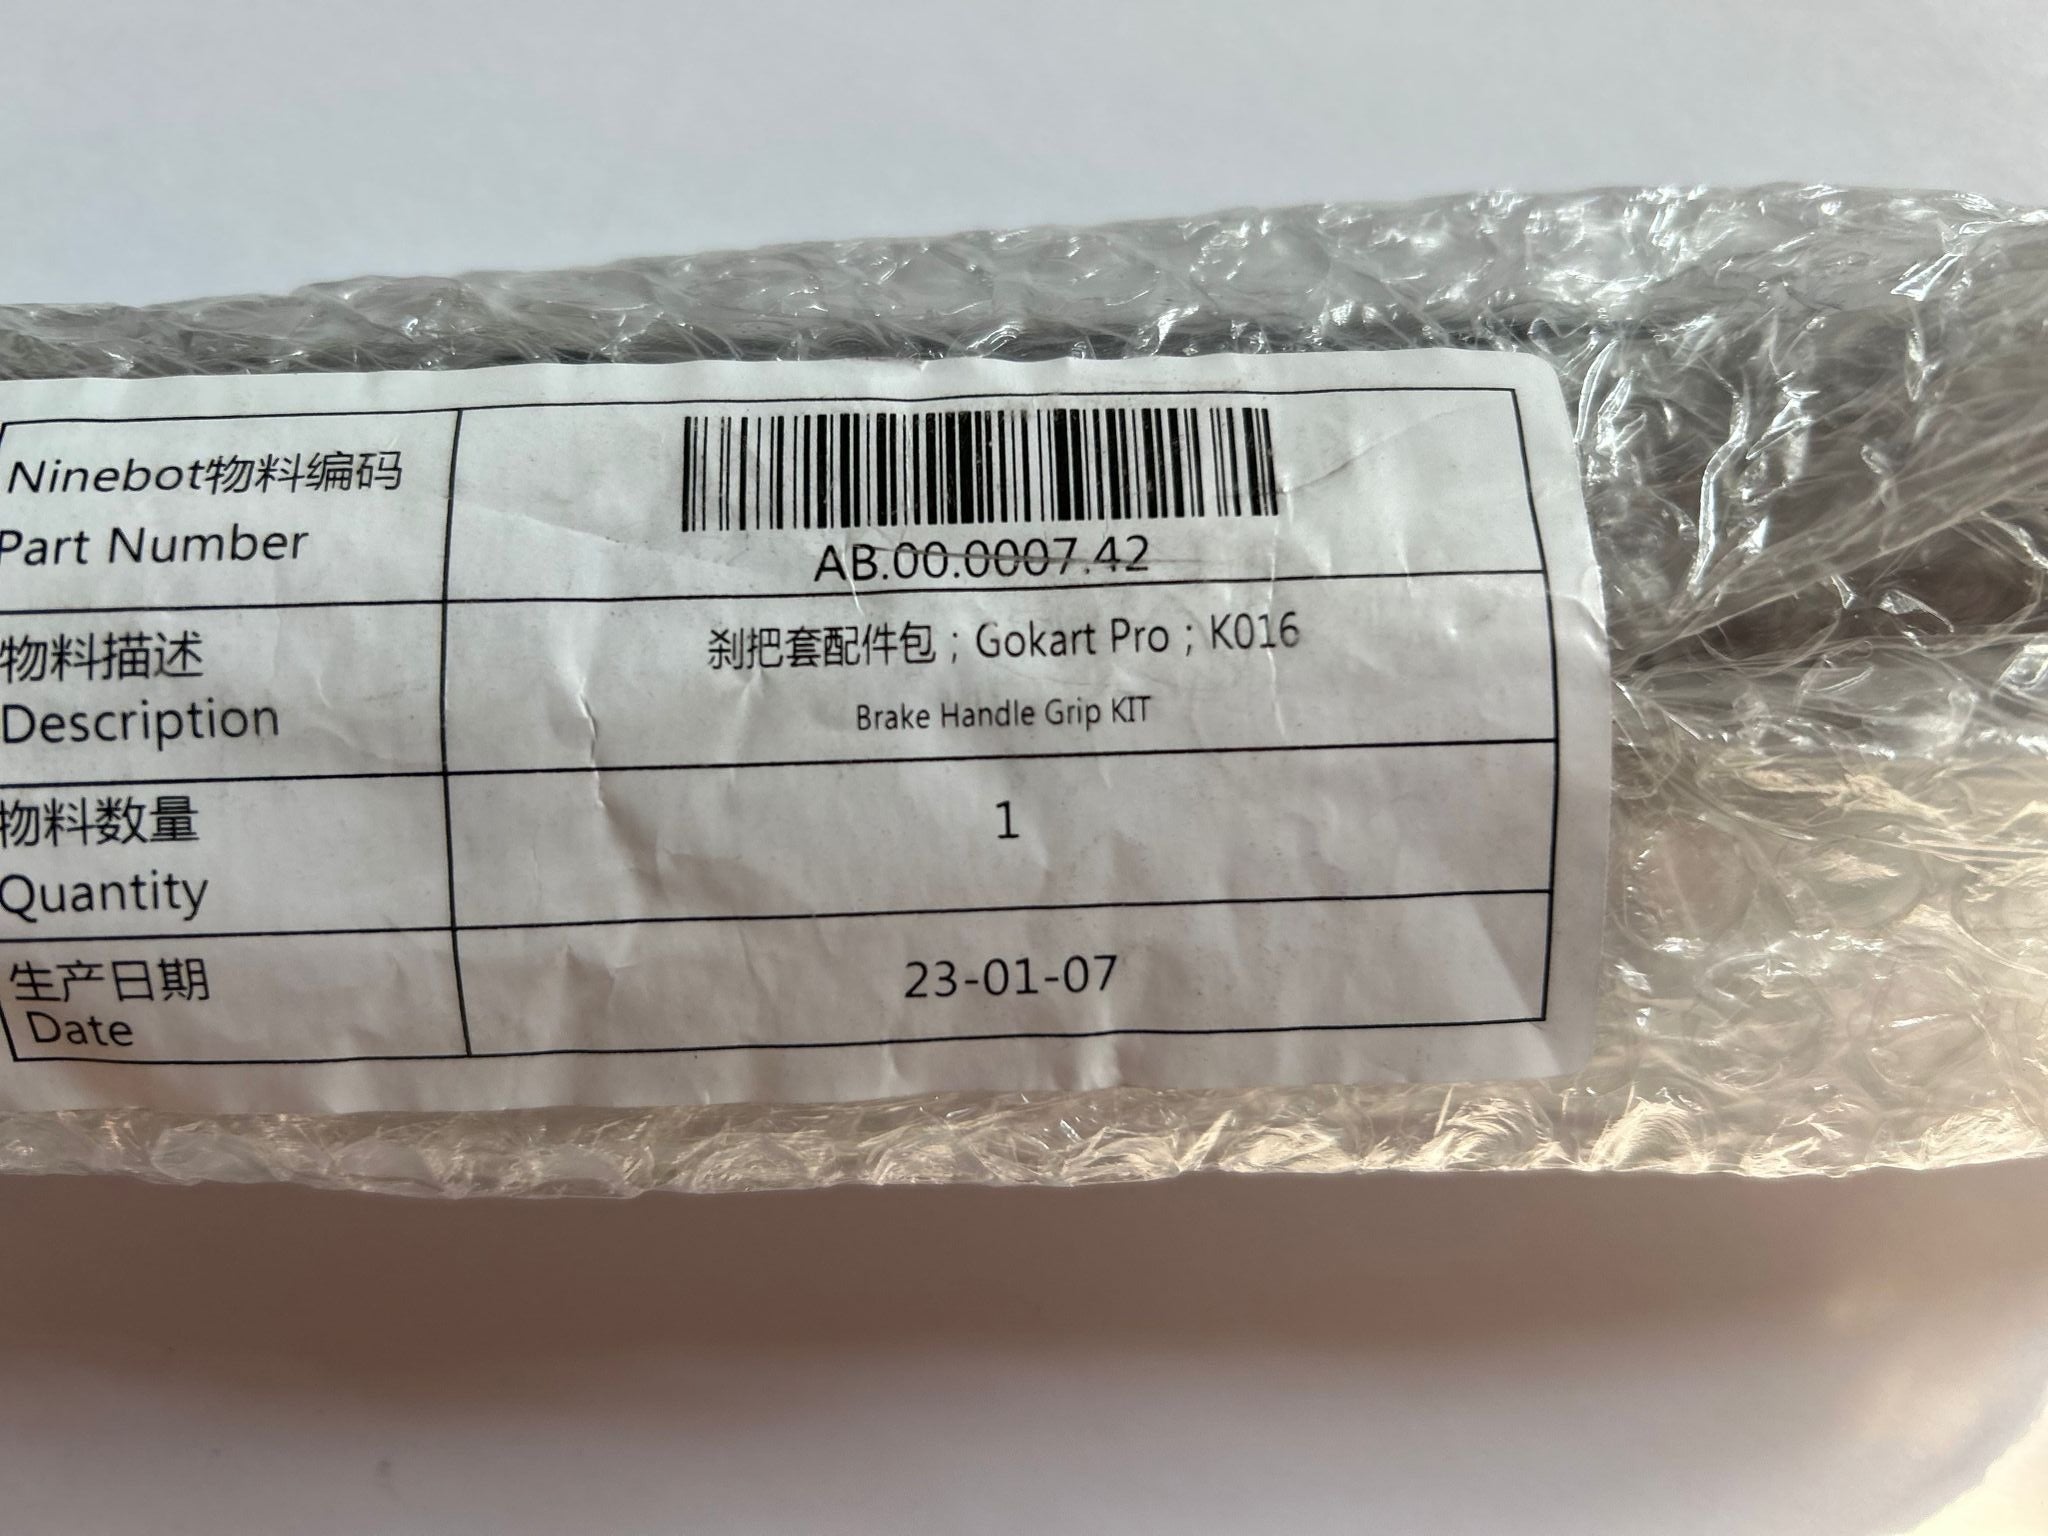 Ninebot物料编码
Part Number
AB.00.0007.42
物料描述
Description
刹把套配件包；Gokart Pro；K016
Brake Handle Grip KIT
物料数量
Quantity
1
生产日期
Date
23-01-07